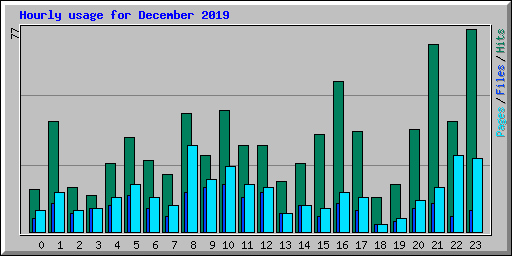 Hourly usage for December 2019
77
Pages/Files/Hits
0 1 2 3 4 5 6 7 8 9 10 11 12 13 14 15 16 17 18 19 20 21 22 23